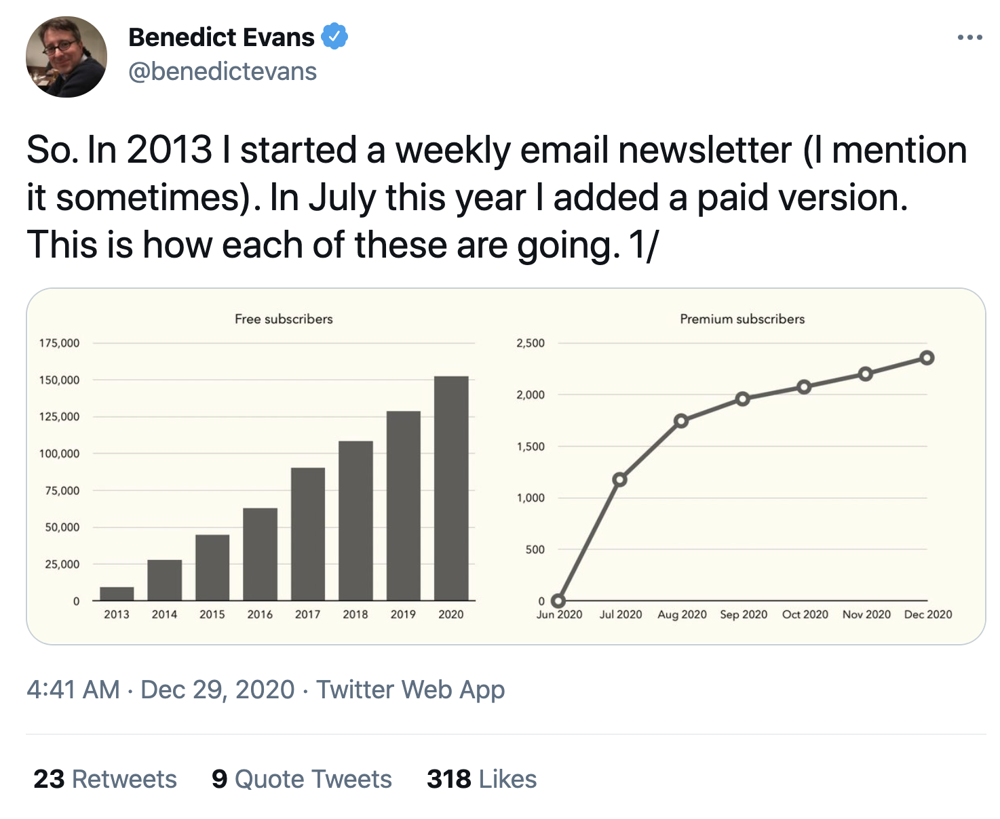 Benedict Evans
@benedictevans
So. In 2013 I started a weekly email newsletter (I mention
it sometimes). In July this year I added a paid version.
This is how each of these are going. 1/
Free subscribers
175,000
150,000
125,000
100,000
75,000
50,000
25,000
0
2013 2014 2015 2016 2017 2018 2019 2020
Premium subscribers
2,500
2,000
1,500
1,000
500
0
Jun 2020 Jul 2020 Aug 2020 Sep 2020 Oct 2020 Nov 2020 Dec 2020
4:41 AM · Dec 29, 2020 · Twitter Web App
23 Retweets 9 Quote Tweets 318 Likes